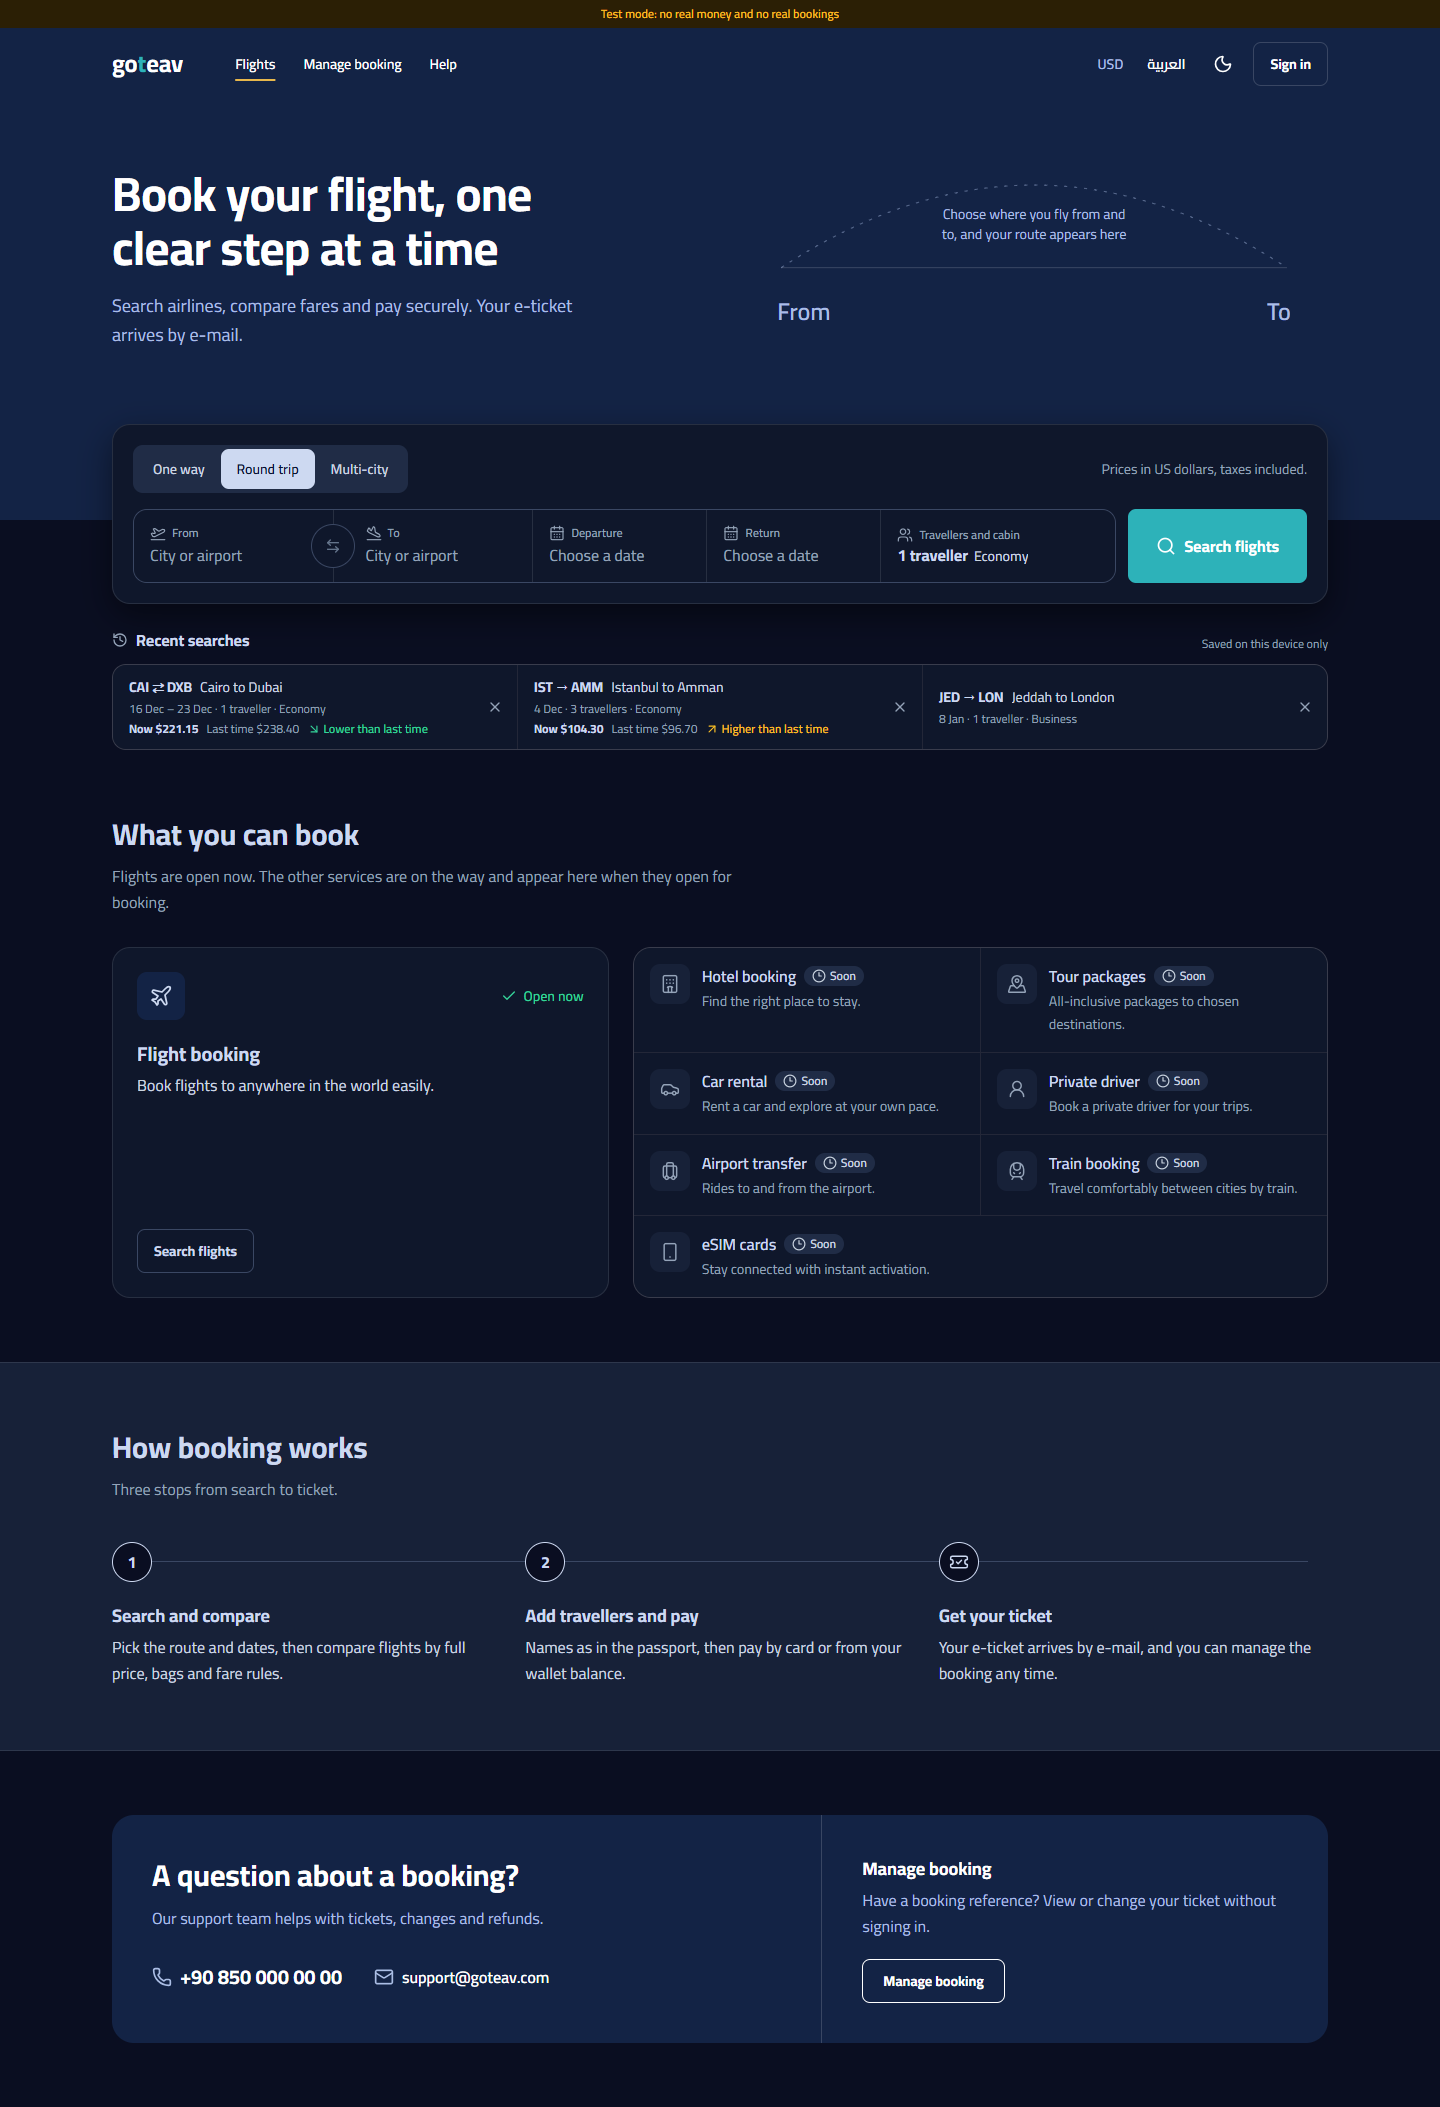 Test mode: no real money and no real bookings
goteav
Flights
Manage booking
Help
USD
العربية
Sign in
Book your flight, one
clear step at a time
Search airlines, compare fares and pay securely. Your e-ticket
arrives by e-mail.
Choose where you fly from and
to, and your route appears here
From
To
One way
Round trip
Multi-city
Prices in US dollars, taxes included.
From
City or airport
To
City or airport
Departure
Choose a date
Return
Choose a date
Travellers and cabin
1 traveller Economy
Search flights
Recent searches
Saved on this device only
CAI ⇄ DXB Cairo to Dubai
16 Dec – 23 Dec · 1 traveller · Economy
Now $221.15 Last time $238.40 ↘ Lower than last time
IST → AMM Istanbul to Amman
4 Dec · 3 travellers · Economy
Now $104.30 Last time $96.70 ↗ Higher than last time
JED → LON Jeddah to London
8 Jan · 1 traveller · Business
What you can book
Flights are open now. The other services are on the way and appear here when they open for
booking.
Open now
Flight booking
Book flights to anywhere in the world easily.
Search flights
Hotel booking Soon
Find the right place to stay.
Tour packages Soon
All-inclusive packages to chosen
destinations.
Car rental Soon
Rent a car and explore at your own pace.
Private driver Soon
Book a private driver for your trips.
Airport transfer Soon
Rides to and from the airport.
Train booking Soon
Travel comfortably between cities by train.
eSIM cards Soon
Stay connected with instant activation.
How booking works
Three stops from search to ticket.
1
Search and compare
Pick the route and dates, then compare flights by full
price, bags and fare rules.
2
Add travellers and pay
Names as in the passport, then pay by card or from your
wallet balance.
Get your ticket
Your e-ticket arrives by e-mail, and you can manage the
booking any time.
A question about a booking?
Our support team helps with tickets, changes and refunds.
+90 850 000 00 00
support@goteav.com
Manage booking
Have a booking reference? View or change your ticket without
signing in.
Manage booking